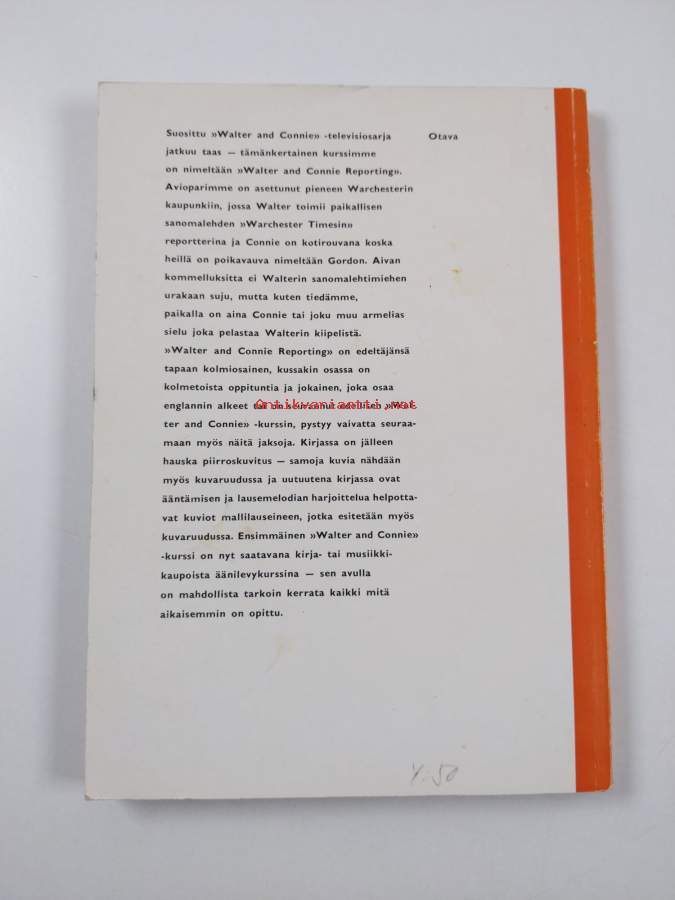 Suosittu »Walter and Connie» -televisiosarja
jatkuu taas — tämänkertainen kurssimme
on nimeltään »Walter and Connie Reporting».
Avioparimme on asettunut pieneen Warchesterin
kaupunkiin, jossa Walter toimii paikallisen
sanomalehden »Warchester Timesin»
reportterina ja Connie on kotirouvana koska
heillä on poikavauva nimeltään Gordon. Aivan
kommelluksitta ei Walterin sanomalehtimiehen
urakaan suju, mutta kuten tiedämme,
paikalla on aina Connie tai joku muu armelias
sielu joka pelastaa Walterin kiipelistä.
»Walter and Connie Reporting» on edeltäjänsä
tapaan kolmiosainen, kussakin osassa on
kolmetoista oppituntia ja jokainen, joka osaa
englannin alkeet tai on seurannut edellisen »Wal-
ter and Connie» -kurssin, pystyy vaivatta seuraa-
maan myös näitä jaksoja. Kirjassa on jälleen
hauska piirroskuvitus — samoja kuvia nähdään
myös kuvaruudussa ja uutuutena kirjassa ovat
ääntämisen ja lausemelodian harjoittelua helpotta-
vat kuviot mallilauseineen, jotka esitetään myös
kuvaruudussa. Ensimmäinen »Walter and Connie»
-kurssi on nyt saatavana kirja- tai musiikki-
kaupoista äänilevykurssina — sen avulla
on mahdollista tarkoin kerrata kaikki mitä
aikaisemmin on opittu.
Otava
Antikvariantti.net